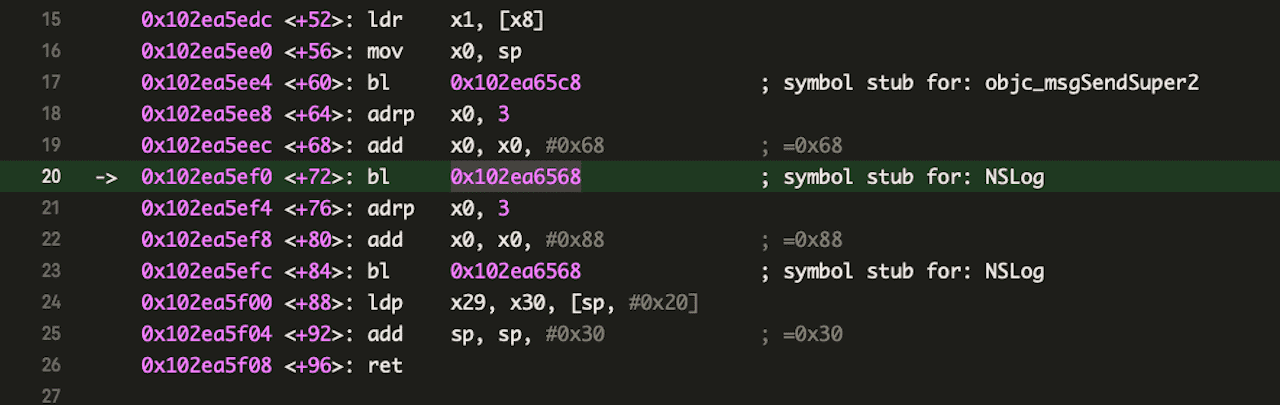 15 0x102ea5edc <+52>: ldr x1, [x8]
16 0x102ea5ee0 <+56>: mov x0, sp
17 0x102ea5ee4 <+60>: bl 0x102ea65c8 ; symbol stub for: objc_msgSendSuper2
18 0x102ea5ee8 <+64>: adrp x0, 3
19 0x102ea5eec <+68>: add x0, x0, #0x68 ; =0x68
20 -> 0x102ea5ef0 <+72>: bl 0x102ea6568 ; symbol stub for: NSLog
21 0x102ea5ef4 <+76>: adrp x0, 3
22 0x102ea5ef8 <+80>: add x0, x0, #0x88 ; =0x88
23 0x102ea5efc <+84>: bl 0x102ea6568 ; symbol stub for: NSLog
24 0x102ea5f00 <+88>: ldp x29, x30, [sp, #0x20]
25 0x102ea5f04 <+92>: add sp, sp, #0x30 ; =0x30
26 0x102ea5f08 <+96>: ret
27